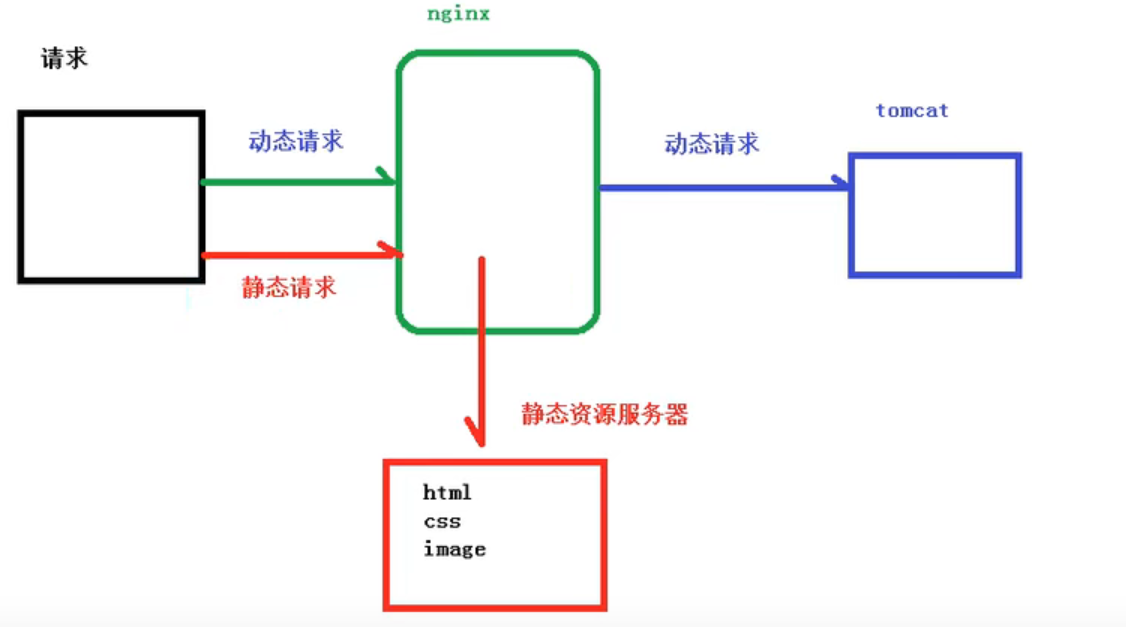 nginx
请求
tomcat
动态请求
动态请求
静态请求
静态资源服务器
html
css
image